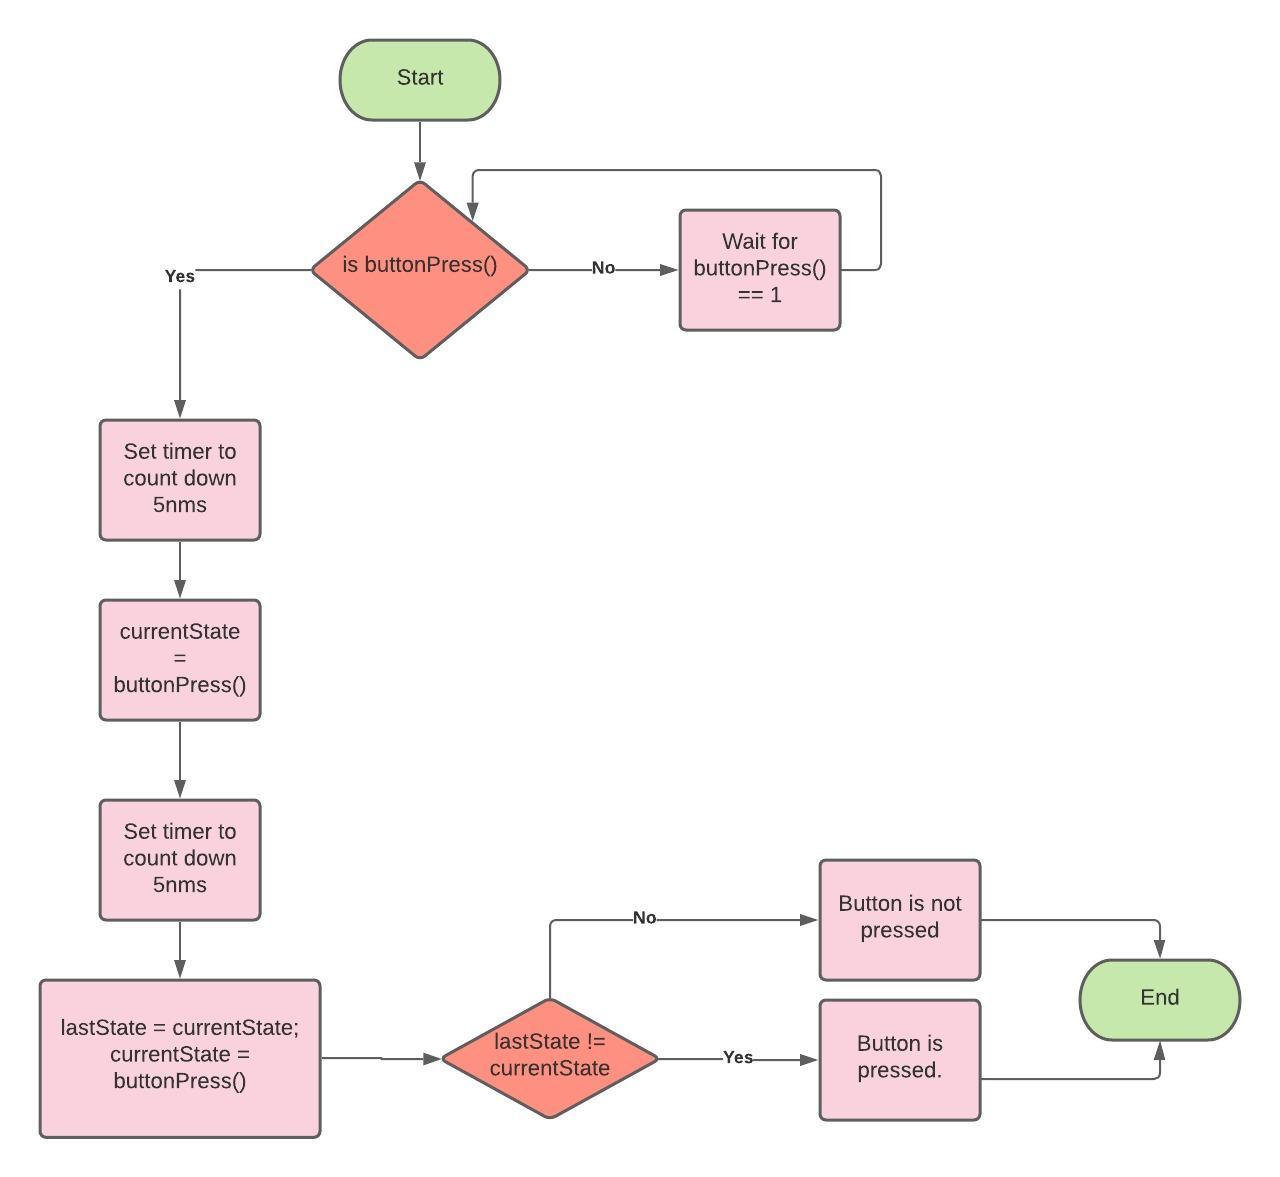 Start
is buttonPress()
Yes
No
Wait for
buttonPress()
== 1
Set timer to
count down
5nms
currentState
=
buttonPress()
Set timer to
count down
5nms
lastState = currentState;
currentState =
buttonPress()
lastState !=
currentState
No
Button is not
pressed
Yes
Button is
pressed.
End